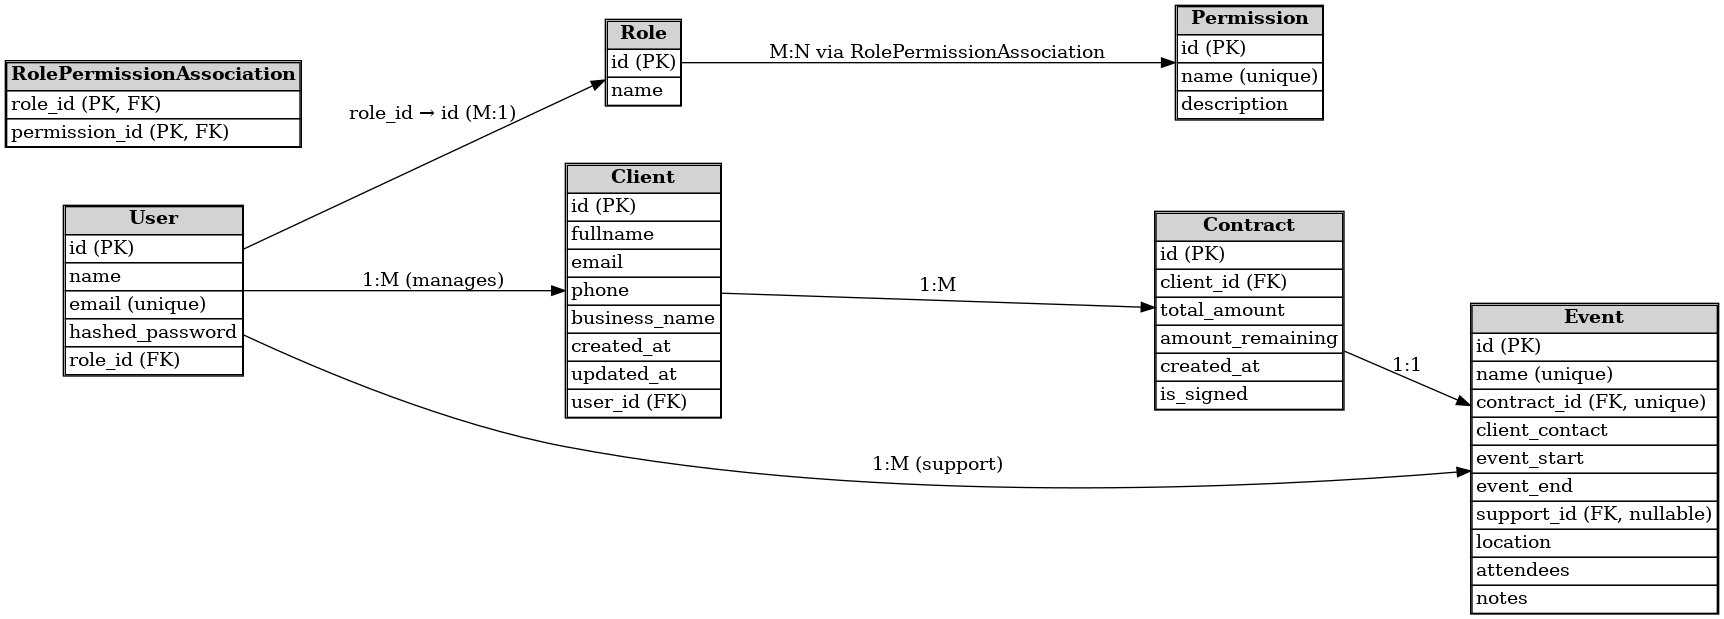 RolePermissionAssociation
role_id (PK, FK)
permission_id (PK, FK)
User
id (PK)
name
email (unique)
hashed_password
role_id (FK)
role_id → id (M:1)
1:M (manages)
1:M (support)
Role
id (PK)
name
M:N via RolePermissionAssociation
Permission
id (PK)
name (unique)
description
Client
id (PK)
fullname
email
phone
business_name
created_at
updated_at
user_id (FK)
1:M
Contract
id (PK)
client_id (FK)
total_amount
amount_remaining
created_at
is_signed
1:1
Event
id (PK)
name (unique)
contract_id (FK, unique)
client_contact
event_start
event_end
support_id (FK, nullable)
location
attendees
notes